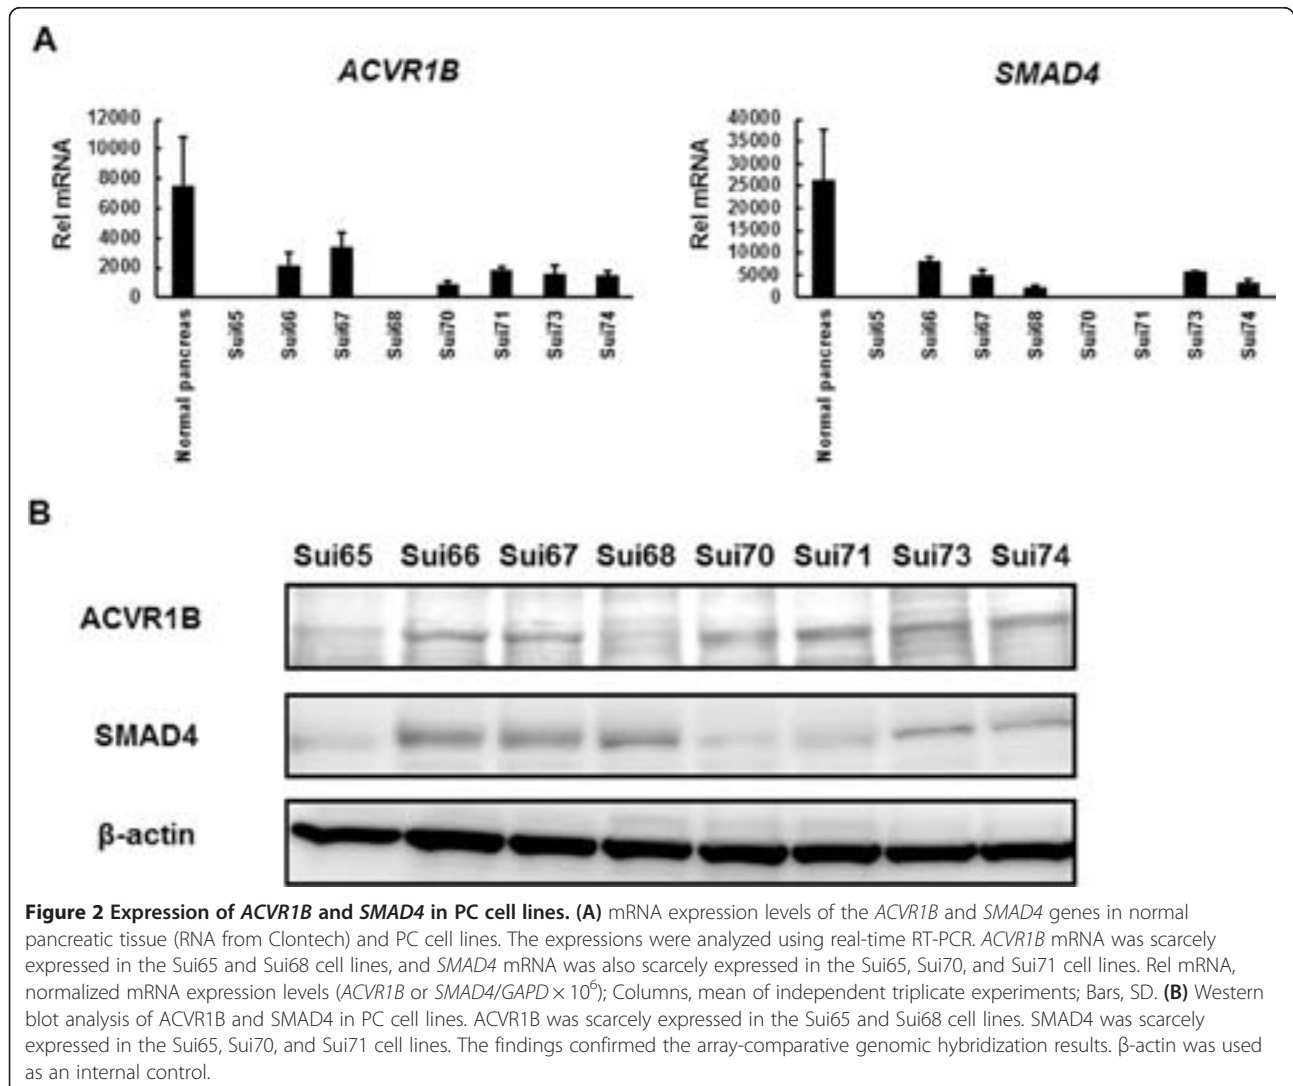 A
ACVR1B
SMAD4
12000
10000
8000
6000
4000
2000
0
Rel mRNA
Normal pancreas
Sui65
Sui66
Sui67
Sui68
Sui70
Sui71
Sui73
Sui74
40000
35000
30000
25000
20000
15000
10000
5000
0
Rel mRNA
Normal pancreas
Sui65
Sui66
Sui67
Sui68
Sui70
Sui71
Sui73
Sui74
B
Sui65 Sui66 Sui67 Sui68 Sui70 Sui71 Sui73 Sui74
ACVR1B
SMAD4
β-actin
Figure 2 Expression of ACVR1B and SMAD4 in PC cell lines. (A) mRNA expression levels of the ACVR1B and SMAD4 genes in normal
pancreatic tissue (RNA from Clontech) and PC cell lines. The expressions were analyzed using real-time RT-PCR. ACVR1B mRNA was scarcely
expressed in the Sui65 and Sui68 cell lines, and SMAD4 mRNA was also scarcely expressed in the Sui65, Sui70, and Sui71 cell lines. Rel mRNA,
normalized mRNA expression levels (ACVR1B or SMAD4/GAPD × 10⁶); Columns, mean of independent triplicate experiments; Bars, SD. (B) Western
blot analysis of ACVR1B and SMAD4 in PC cell lines. ACVR1B was scarcely expressed in the Sui65 and Sui68 cell lines. SMAD4 was scarcely
expressed in the Sui65, Sui70, and Sui71 cell lines. The findings confirmed the array-comparative genomic hybridization results. β-actin was used
as an internal control.